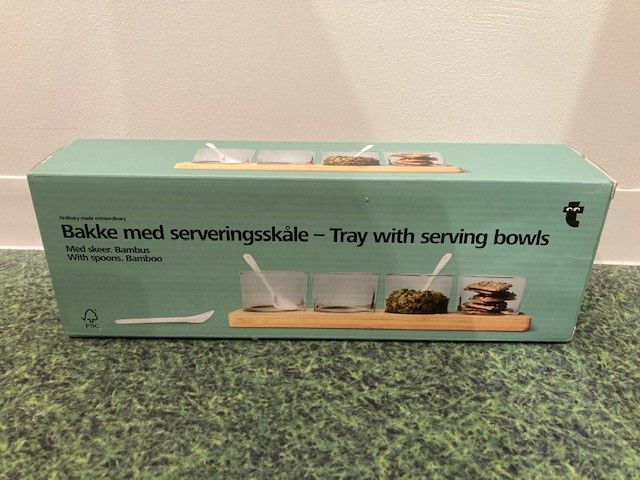 Ordinary made extraordinary
Bakke med serveringsskåle – Tray with serving bowls
Med skeer. Bambus
With spoons. Bamboo
FSC